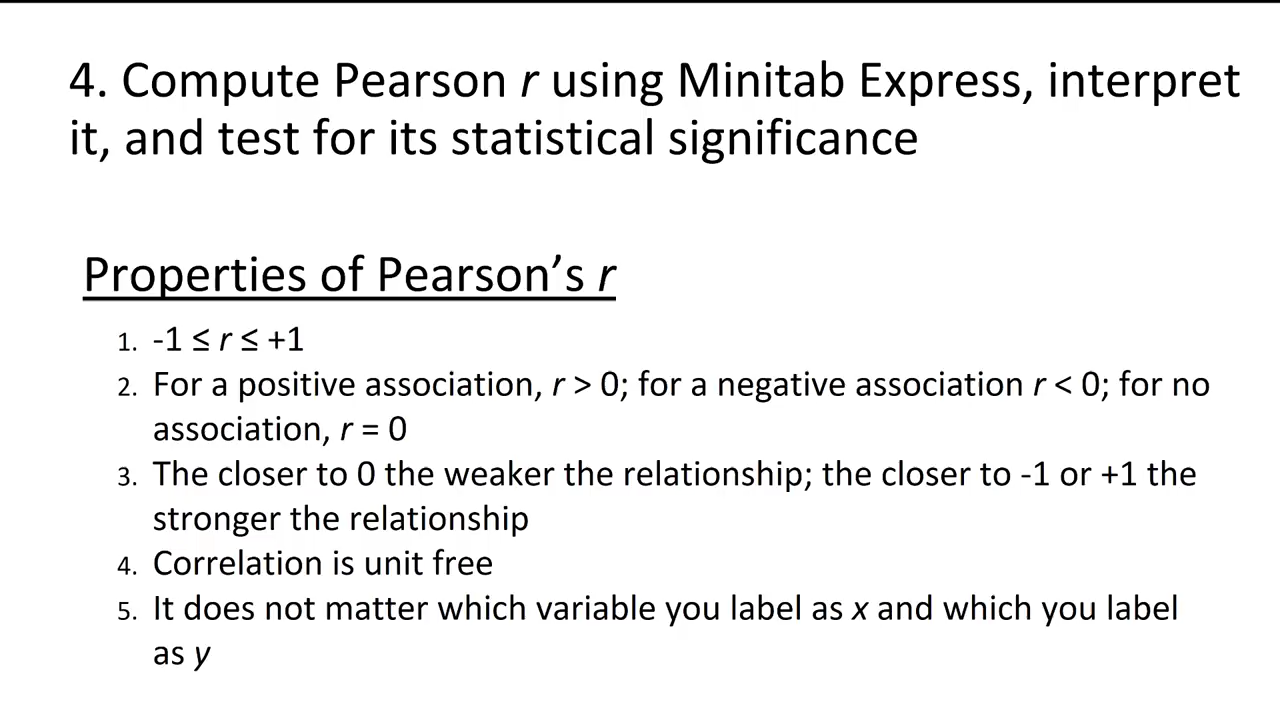 4. Compute Pearson r using Minitab Express, interpret
it, and test for its statistical significance
Properties of Pearson’s r
1. -1 ≤ r ≤ +1
2. For a positive association, r > 0; for a negative association r < 0; for no
association, r = 0
3. The closer to 0 the weaker the relationship; the closer to -1 or +1 the
stronger the relationship
4. Correlation is unit free
5. It does not matter which variable you label as x and which you label
as y